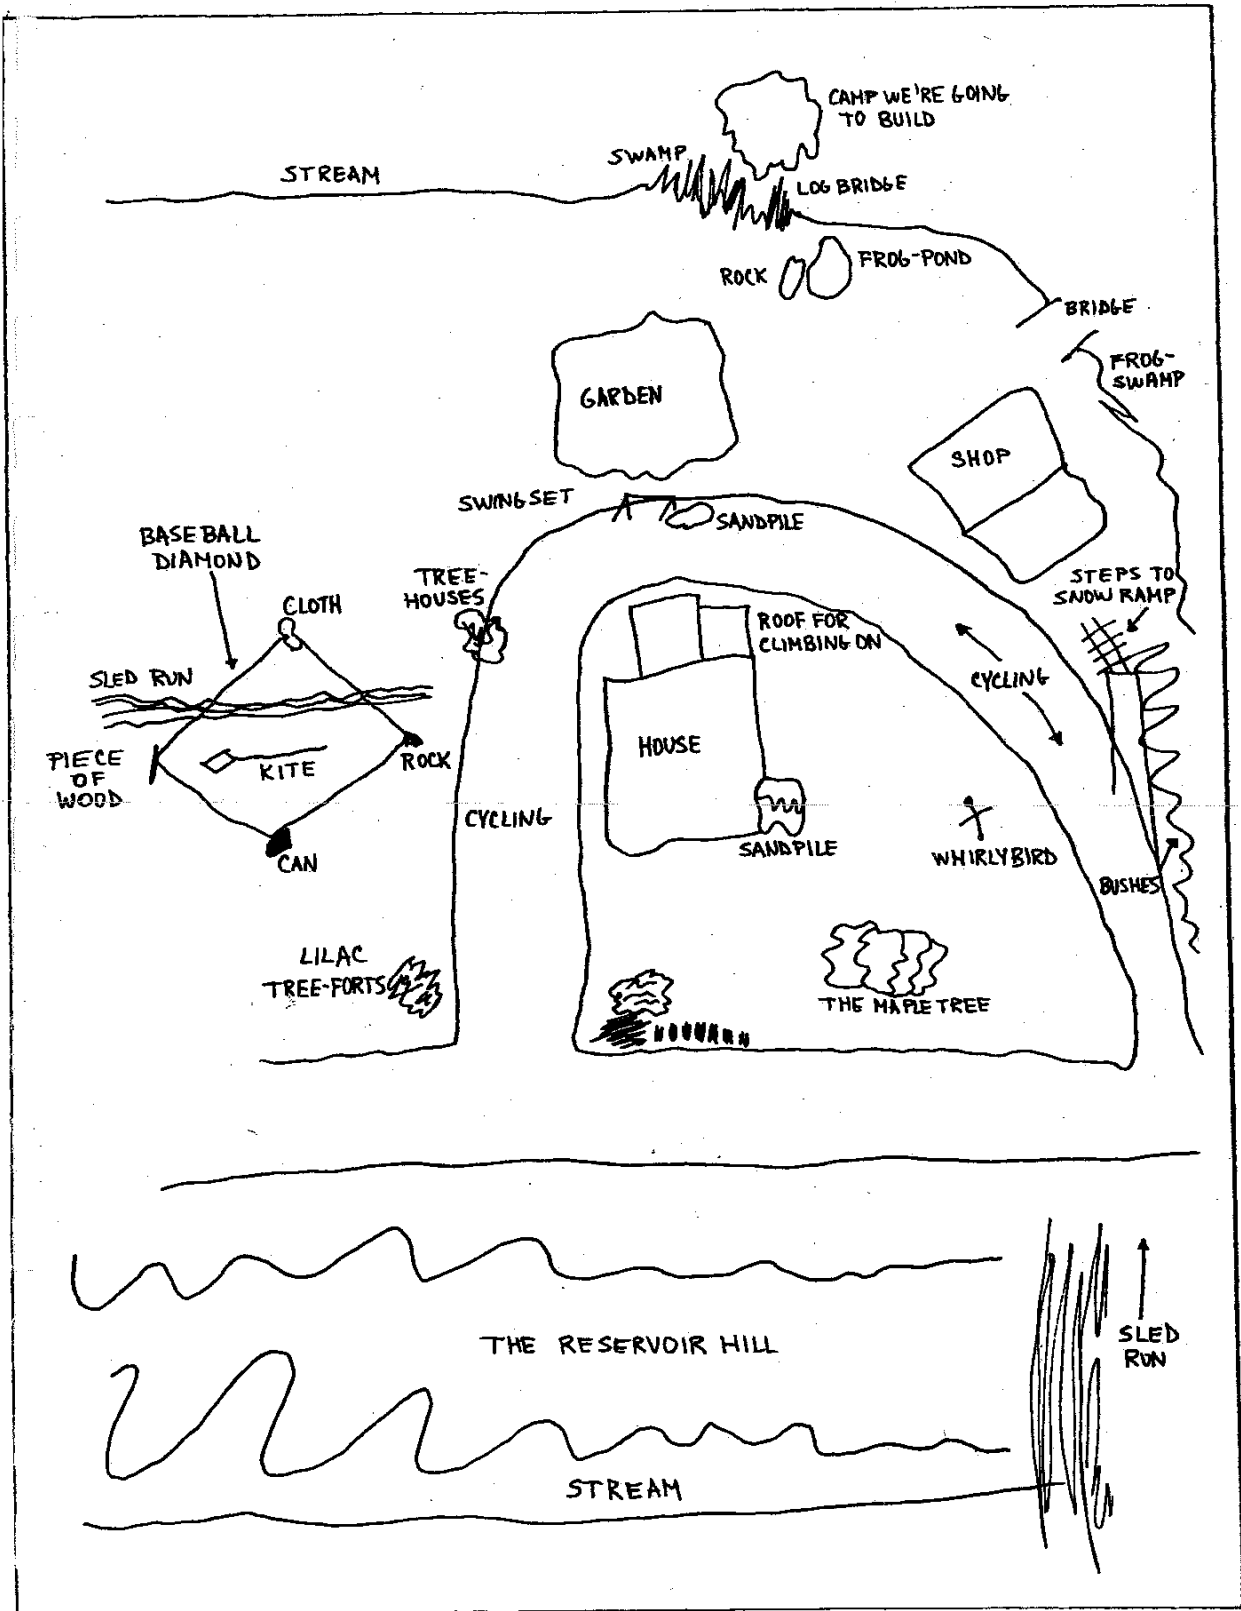 CAMP WE'RE GOING
TO BUILD
SWAMP
STREAM
LOG BRIDGE
ROCK
FROG-POND
BRIDGE
FROG-
SWAMP
GARDEN
SHOP
SWING SET
SANDPILE
BASEBALL
DIAMOND
TREE-
HOUSES
STEPS TO
SNOW RAMP
CLOTH
ROOF FOR
CLIMBING ON
SLED RUN
CYCLING
PIECE
OF
WOOD
KITE
ROCK
HOUSE
CYCLING
CAN
SANDPILE
WHIRLYBIRD
BUSHES
LILAC
TREE-FORTS
THE MAPLE TREE
THE RESERVOIR HILL
SLED
RUN
STREAM